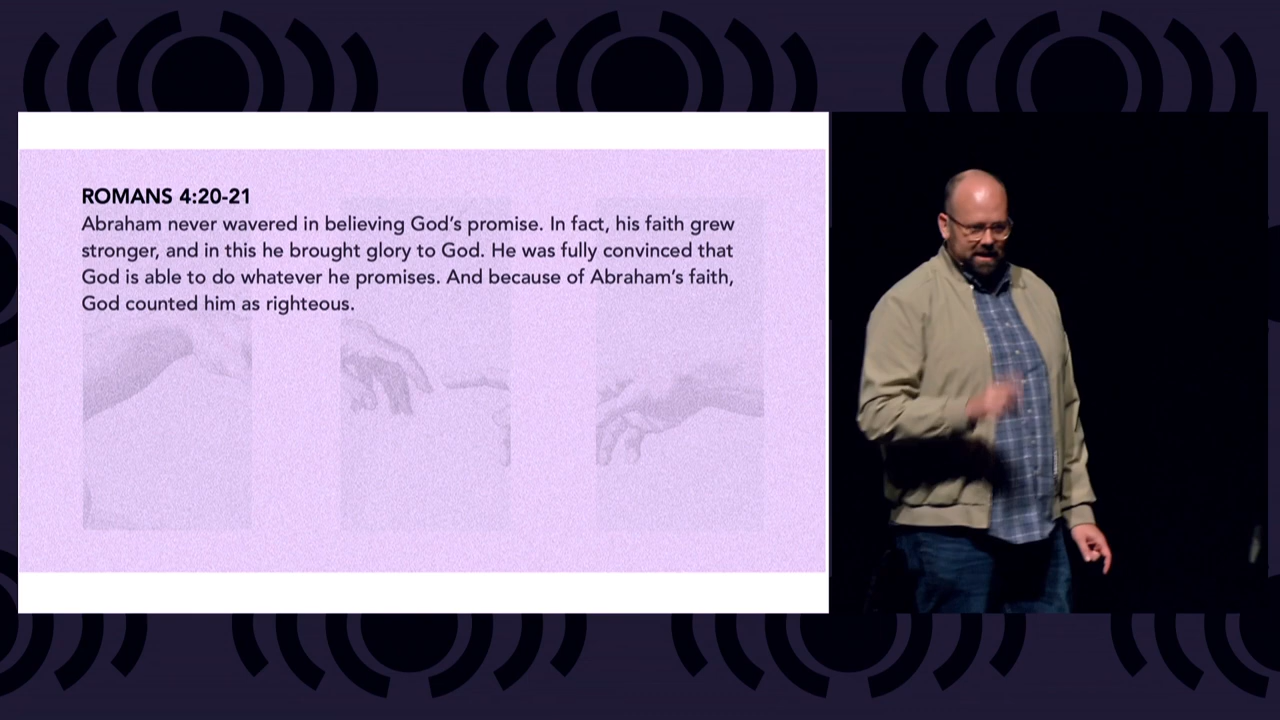 ROMANS 4:20-21
Abraham never wavered in believing God’s promise. In fact, his faith grew
stronger, and in this he brought glory to God. He was fully convinced that
God is able to do whatever he promises. And because of Abraham’s faith,
God counted him as righteous.